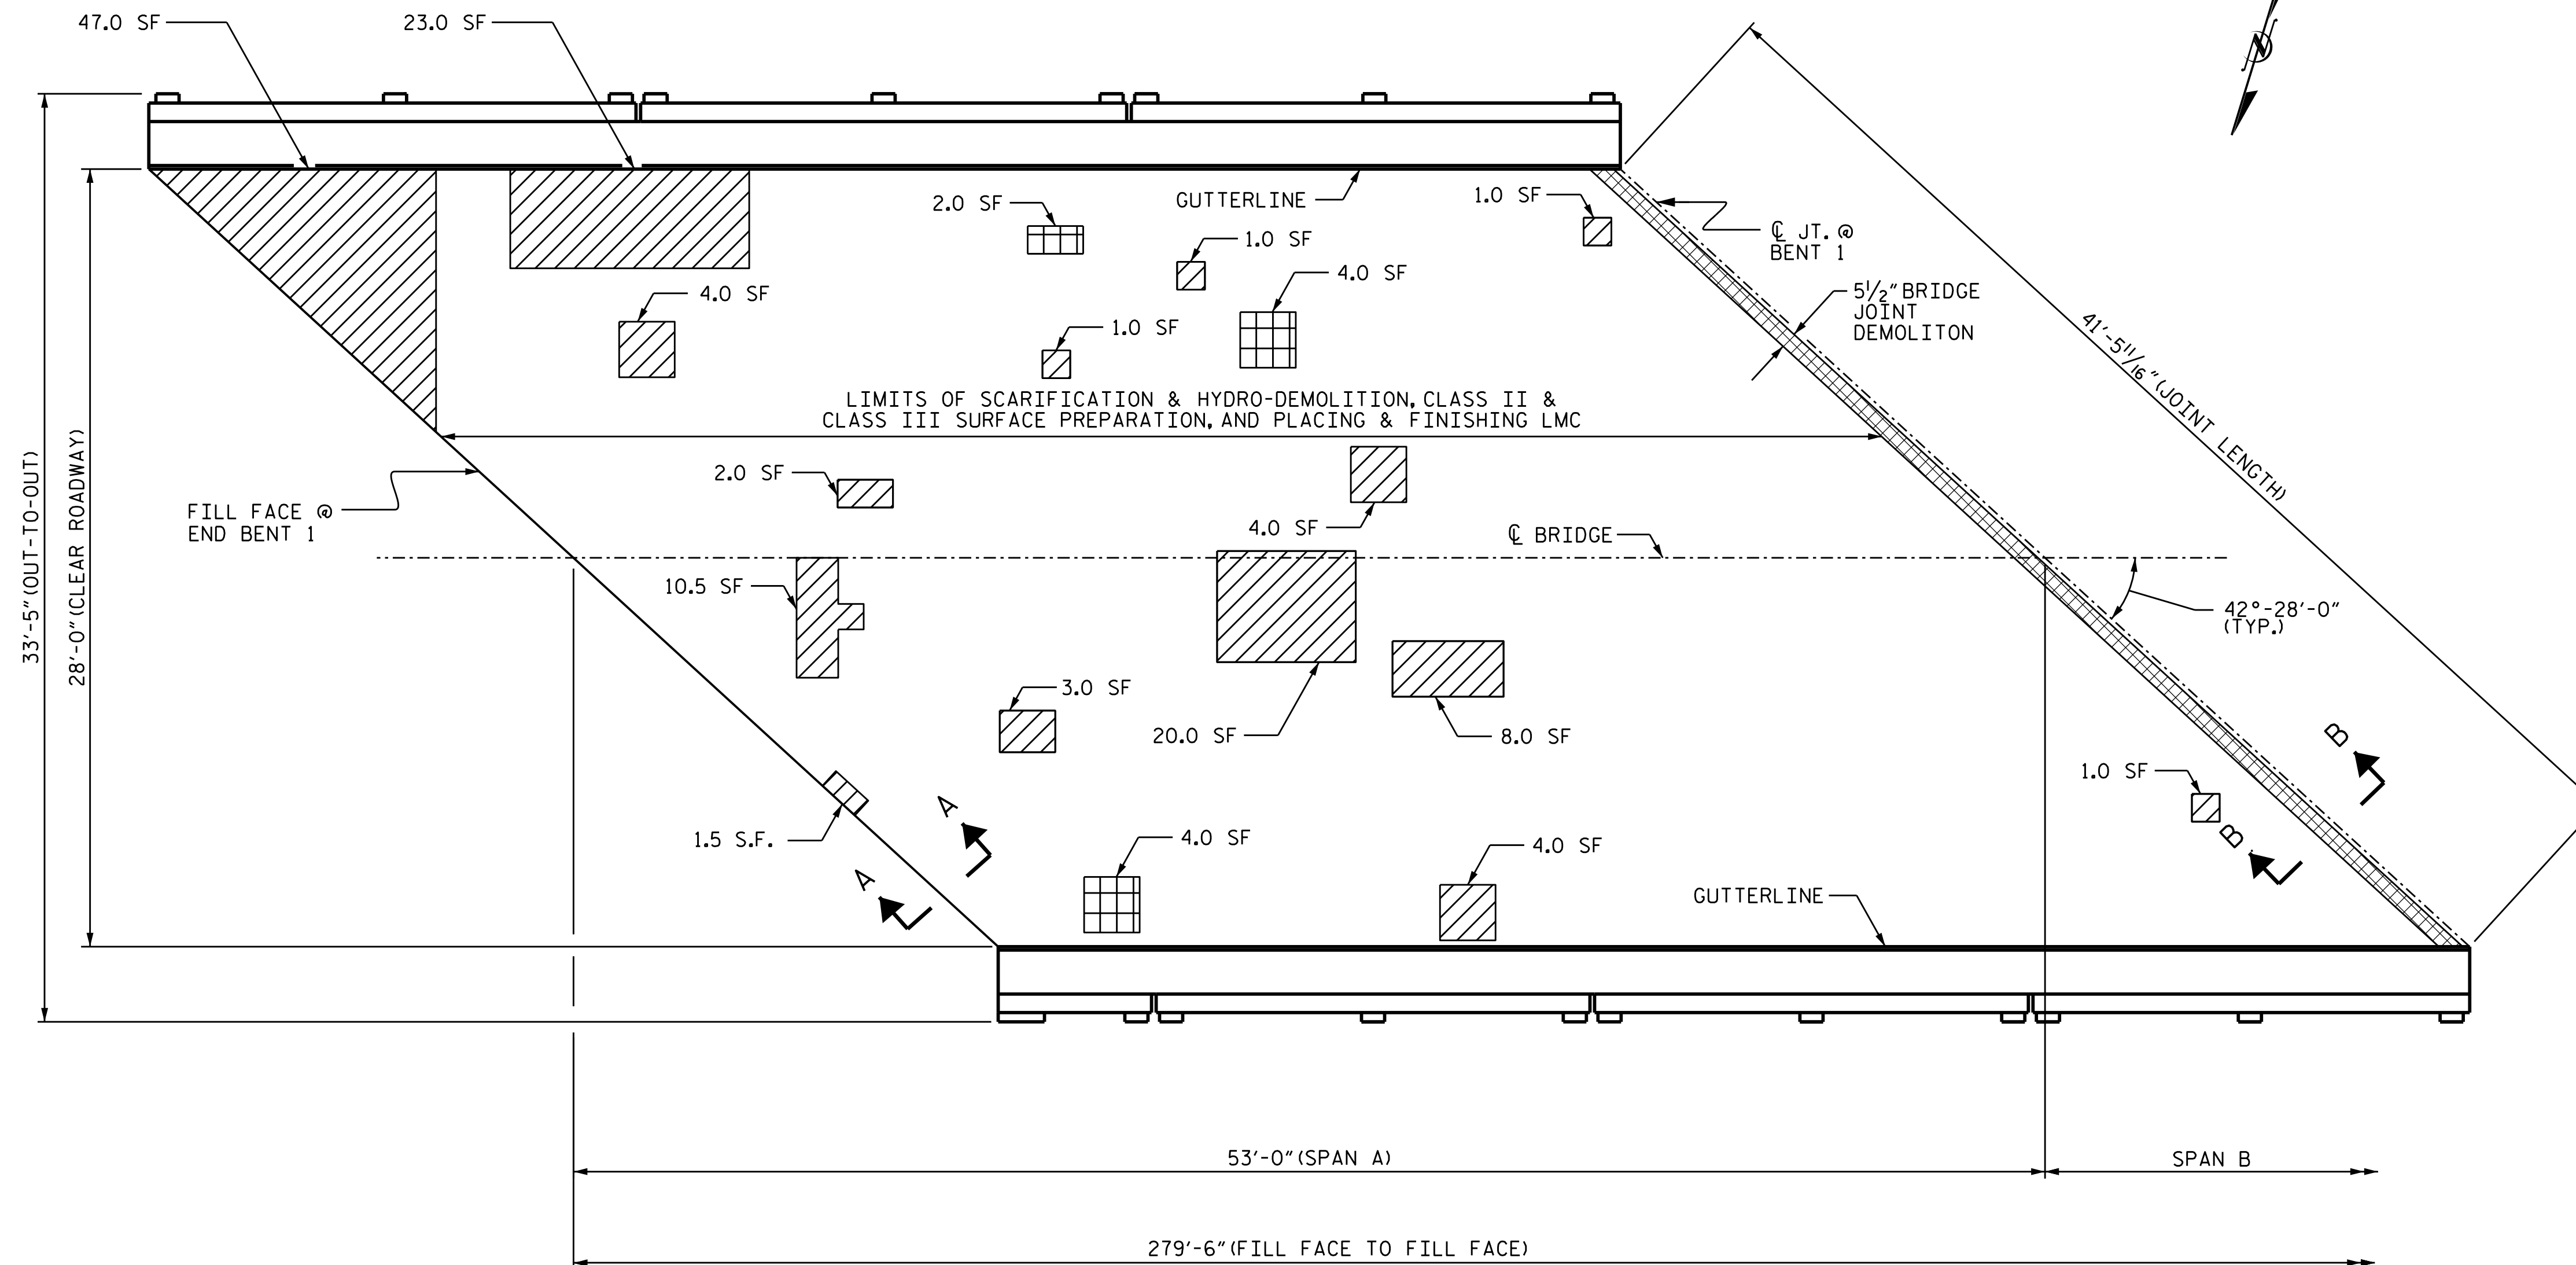 47.0 SF
23.0 SF
N
2.0 SF
GUTTERLINE
1.0 SF
1.0 SF
℄ JT. @
BENT 1
4.0 SF
4.0 SF
5 1/2" BRIDGE
JOINT
DEMOLITON
1.0 SF
41'-5 11/16" (JOINT LENGTH)
LIMITS OF SCARIFICATION & HYDRO-DEMOLITION, CLASS II &
CLASS III SURFACE PREPARATION, AND PLACING & FINISHING LMC
33'-5" (OUT-TO-OUT)
28'-0" (CLEAR ROADWAY)
2.0 SF
FILL FACE @
END BENT 1
4.0 SF
℄ BRIDGE
10.5 SF
42°-28'-0"
(TYP.)
3.0 SF
20.0 SF
8.0 SF
B
1.0 SF
A
1.5 S.F.
4.0 SF
4.0 SF
B
A
GUTTERLINE
53'-0" (SPAN A)
SPAN B
279'-6" (FILL FACE TO FILL FACE)